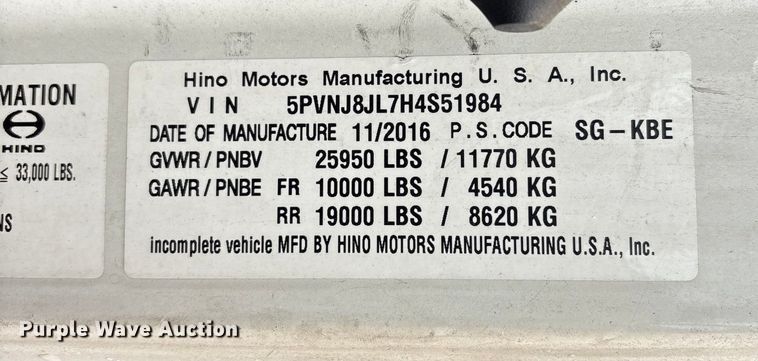 MATION
HINO
≤ 33,000 LBS.
NS
Hino Motors Manufacturing U. S. A., Inc.
VIN 5PVNJ8JL7H4S51984
DATE OF MANUFACTURE 11/2016 P.S.CODE SG-KBE
GVWR / PNBV 25950 LBS / 11770 KG
GAWR / PNBE FR 10000 LBS / 4540 KG
RR 19000 LBS / 8620 KG
incomplete vehicle MFD BY HINO MOTORS MANUFACTURING U.S.A., Inc.
Purple Wave Auction